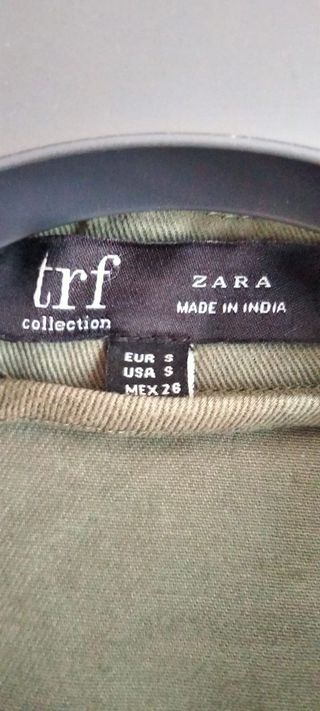 trf
collection
ZARA
MADE IN INDIA
EUR S
USA S
MEX 26